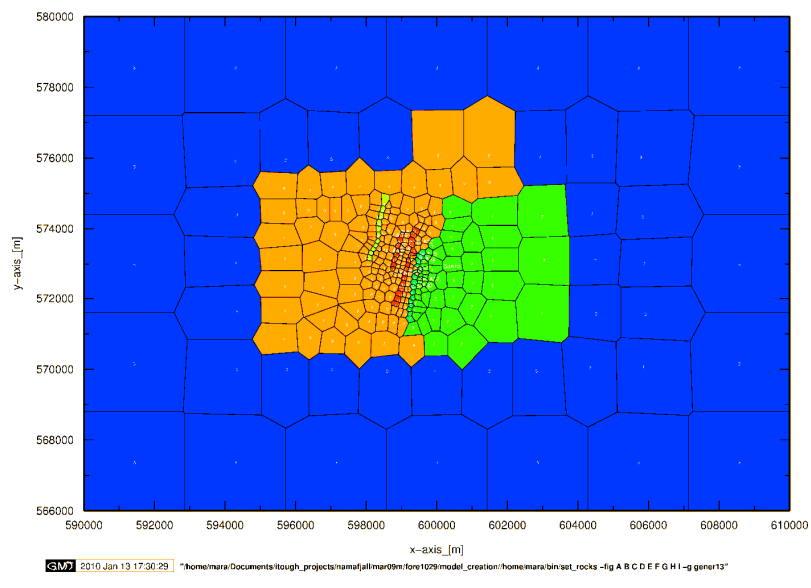 580000
578000
576000
574000
572000
570000
568000
566000
y-axis_[m]
590000 592000 594000 596000 598000 600000 602000 604000 606000 608000 610000
x-axis_[m]
GMT 2010 Jan 13 17:30:29 "/home/mara/Documents/itough_projects/namafjall/mar09m/fore1029/model_creation//home/mara/bin/set_rocks -fig A B C D E F G H I -g gener13"